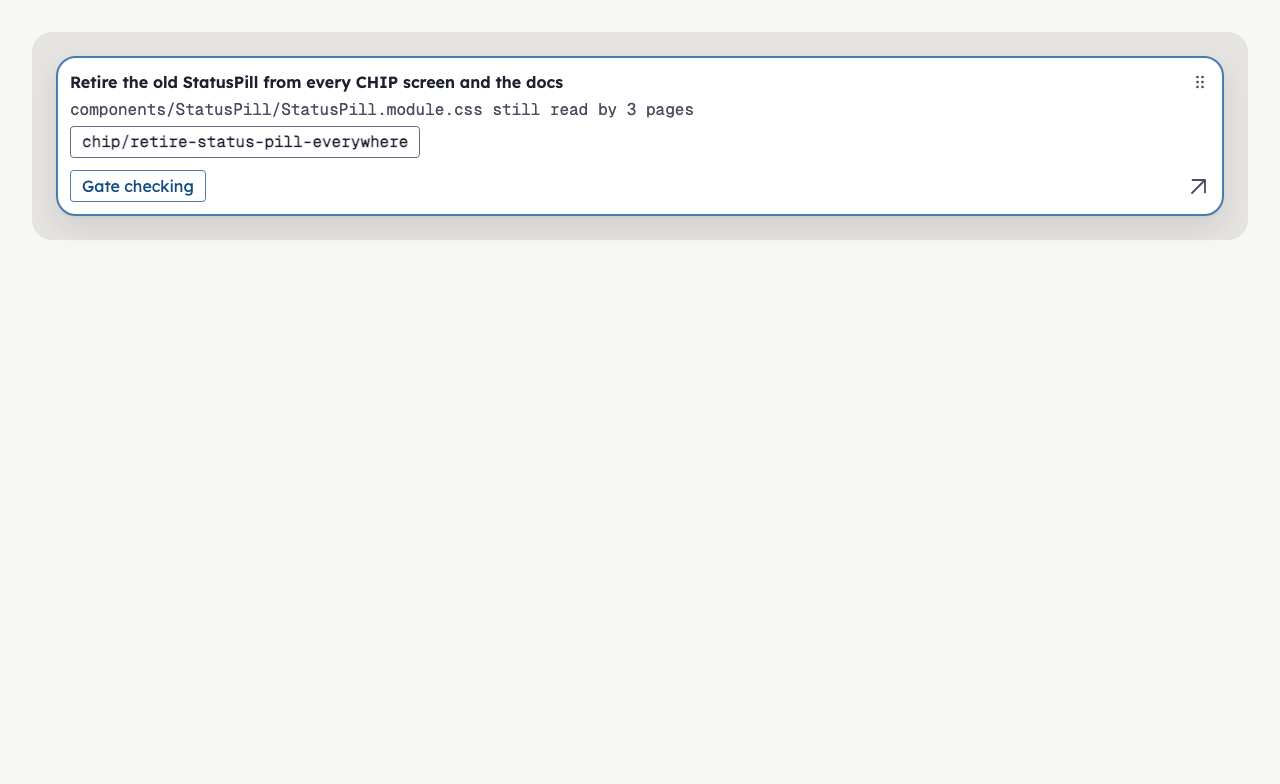 Retire the old StatusPill from every CHIP screen and the docs
components/StatusPill/StatusPill.module.css still read by 3 pages
chip/retire-status-pill-everywhere
Gate checking